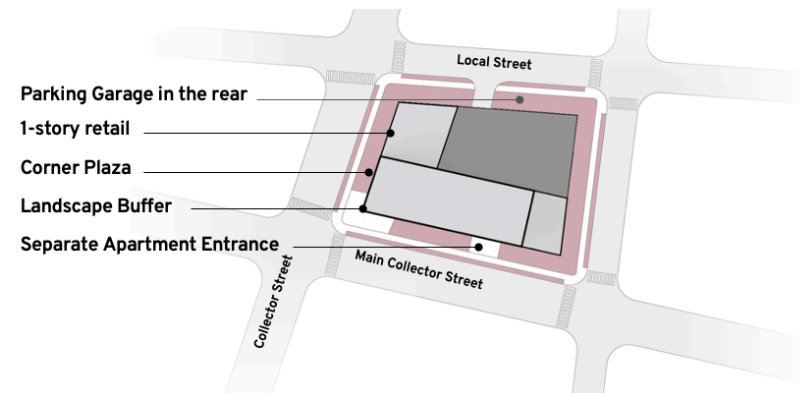 Local Street
Parking Garage in the rear
1-story retail
Corner Plaza
Landscape Buffer
Separate Apartment Entrance
Main Collector Street
Collector Street